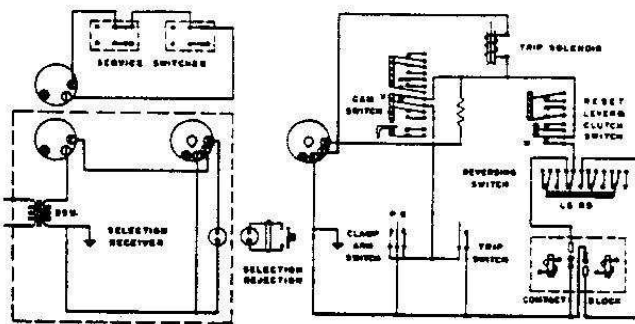 SERVICE SWITCHES
TRIP SOLENOID
CAM
SWITCH
RESET
LEVERS
CLUTCH
SWITCH
REVERSING
SWITCH
LS RS
25V.
SELECTION
RECEIVER
CLAMP
ARM
SWITCH
TRIP
SWITCH
SELECTION
REJECTION
CONTACT BLOCK